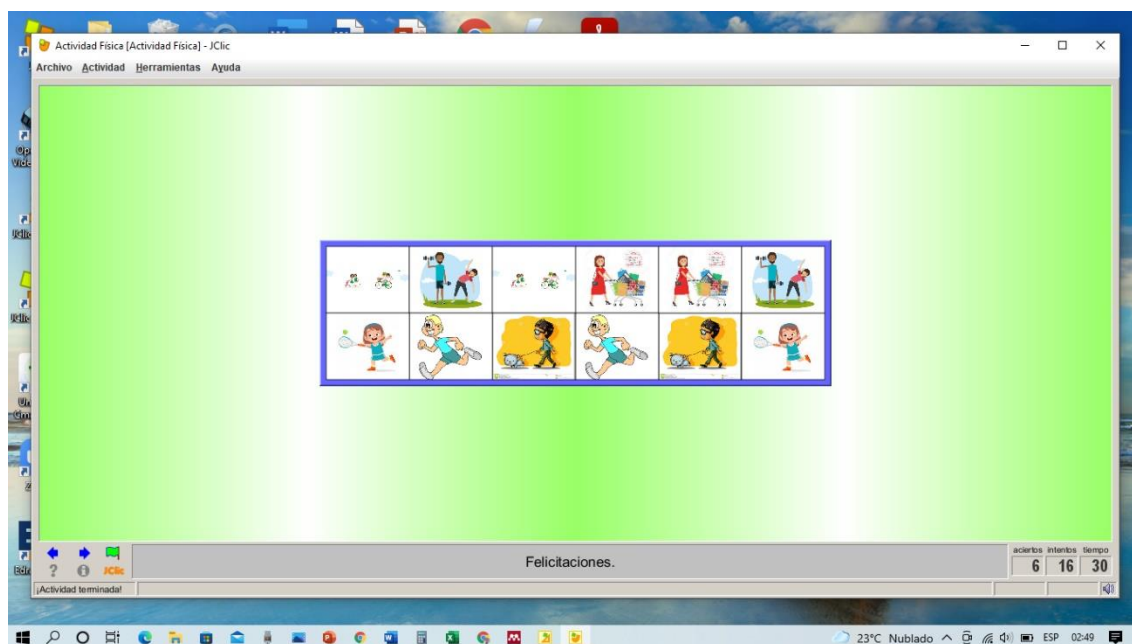 Actividad Física [Actividad Física] - JClic
Archivo Actividad Herramientas Ayuda
Felicitaciones.
aciertos intentos tiempo
6 16 30
JClic
¡Actividad terminada!
23°C Nublado ESP 02:49